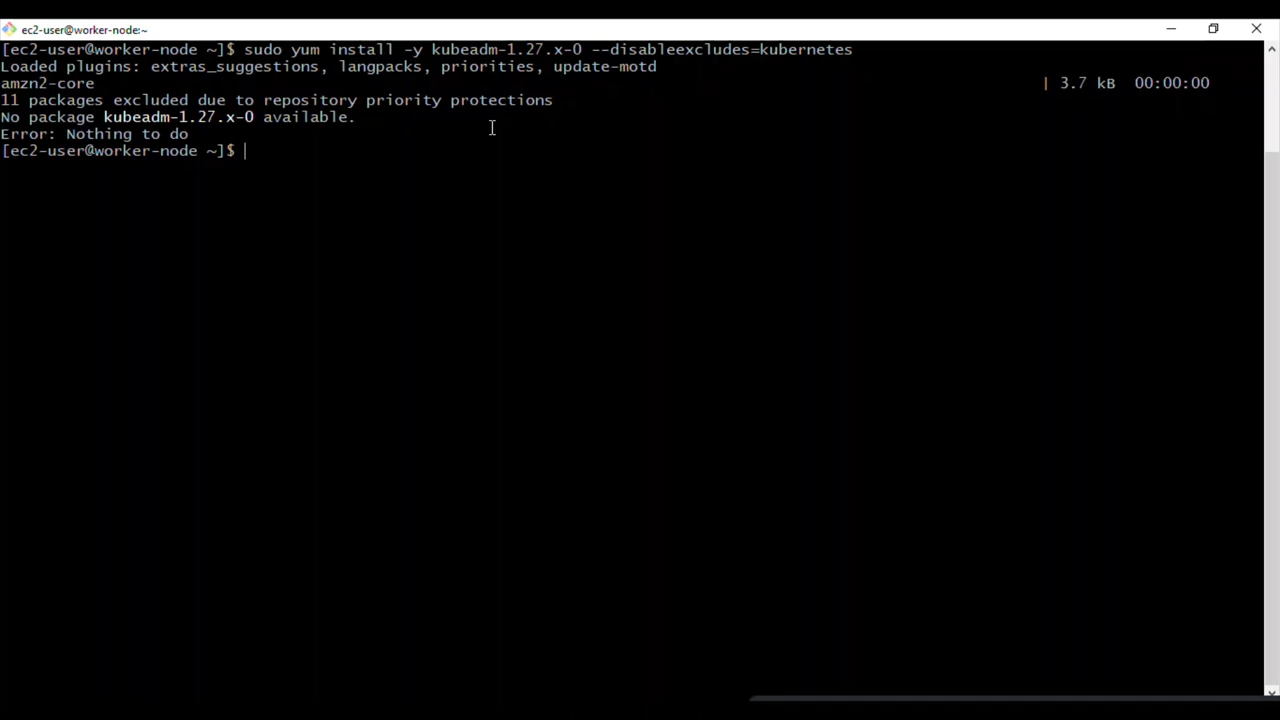 ec2-user@worker-node:~
[ec2-user@worker-node ~]$ sudo yum install -y kubeadm-1.27.x-0 --disableexcludes=kubernetes
Loaded plugins: extras_suggestions, langpacks, priorities, update-motd
amzn2-core | 3.7 kB 00:00:00
11 packages excluded due to repository priority protections
No package kubeadm-1.27.x-0 available.
Error: Nothing to do
[ec2-user@worker-node ~]$